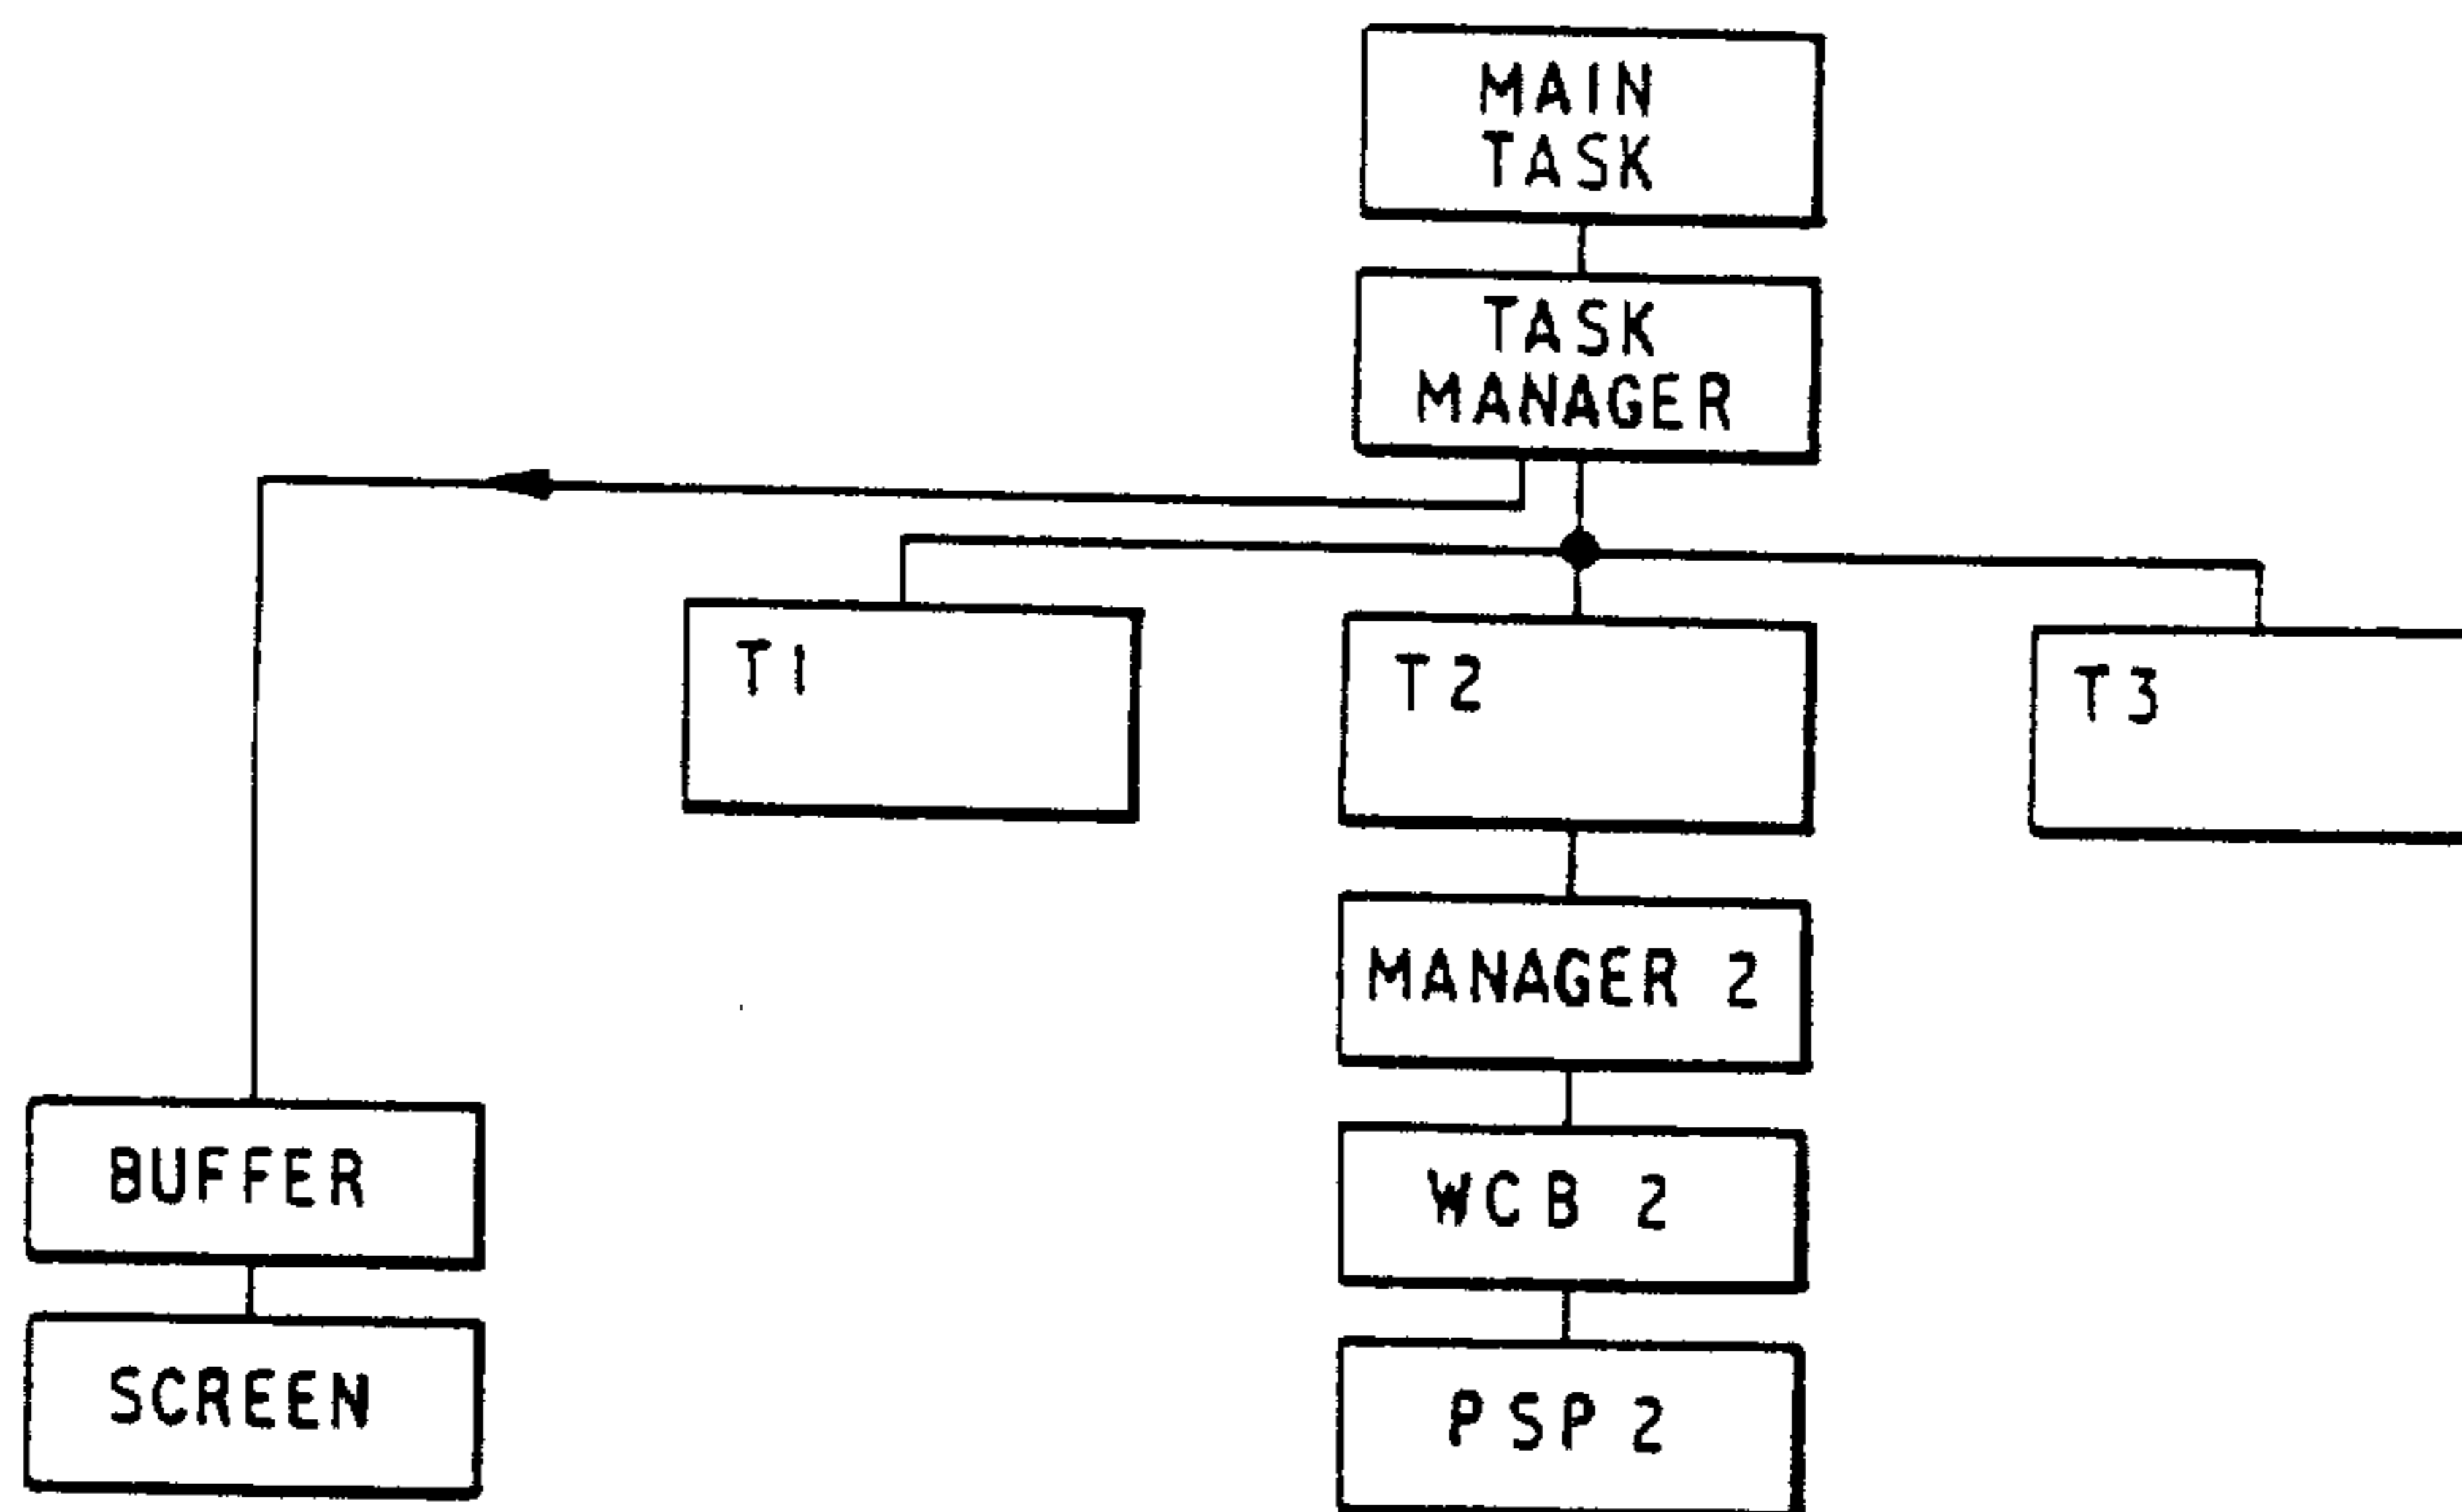 MAIN
TASK
TASK
MANAGER
T1
T2
T3
MANAGER 2
BUFFER
WCB 2
SCREEN
PSP 2